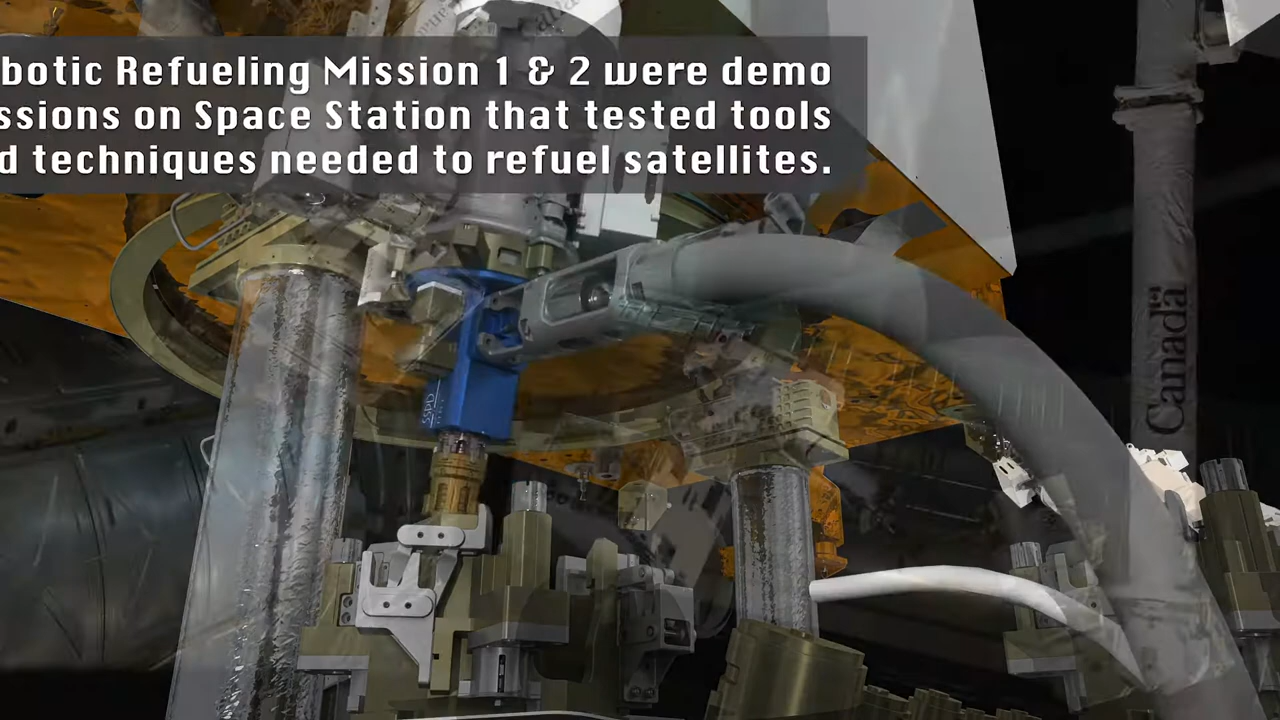 botic Refueling Mission 1 & 2 were demo
ssions on Space Station that tested tools
d techniques needed to refuel satellites.
Canada
SSPD